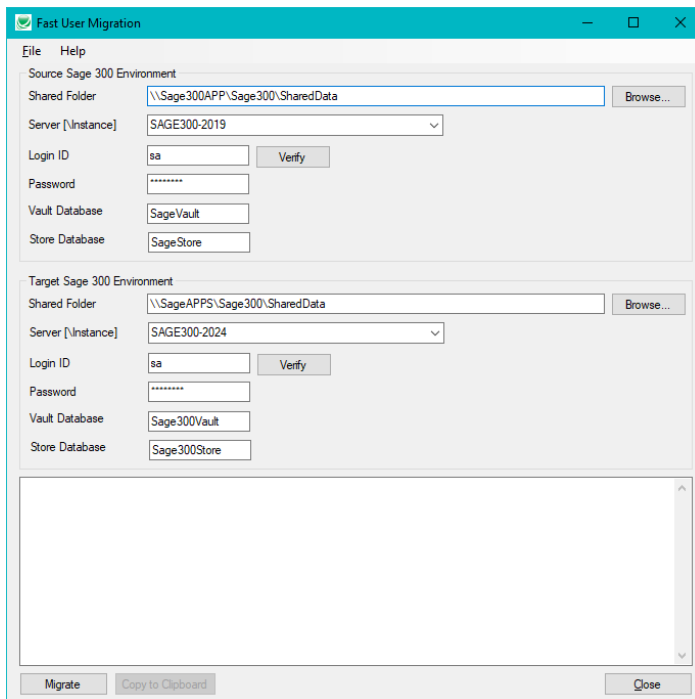 Fast User Migration
File Help
Source Sage 300 Environment
Shared Folder \\Sage300APP\Sage300\SharedData Browse...
Server [\Instance] SAGE300-2019
Login ID sa Verify
Password ********
Vault Database SageVault
Store Database SageStore
Target Sage 300 Environment
Shared Folder \\SageAPPS\Sage300\SharedData Browse...
Server [\Instance] SAGE300-2024
Login ID sa Verify
Password ********
Vault Database Sage300Vault
Store Database Sage300Store
Migrate Copy to Clipboard Close